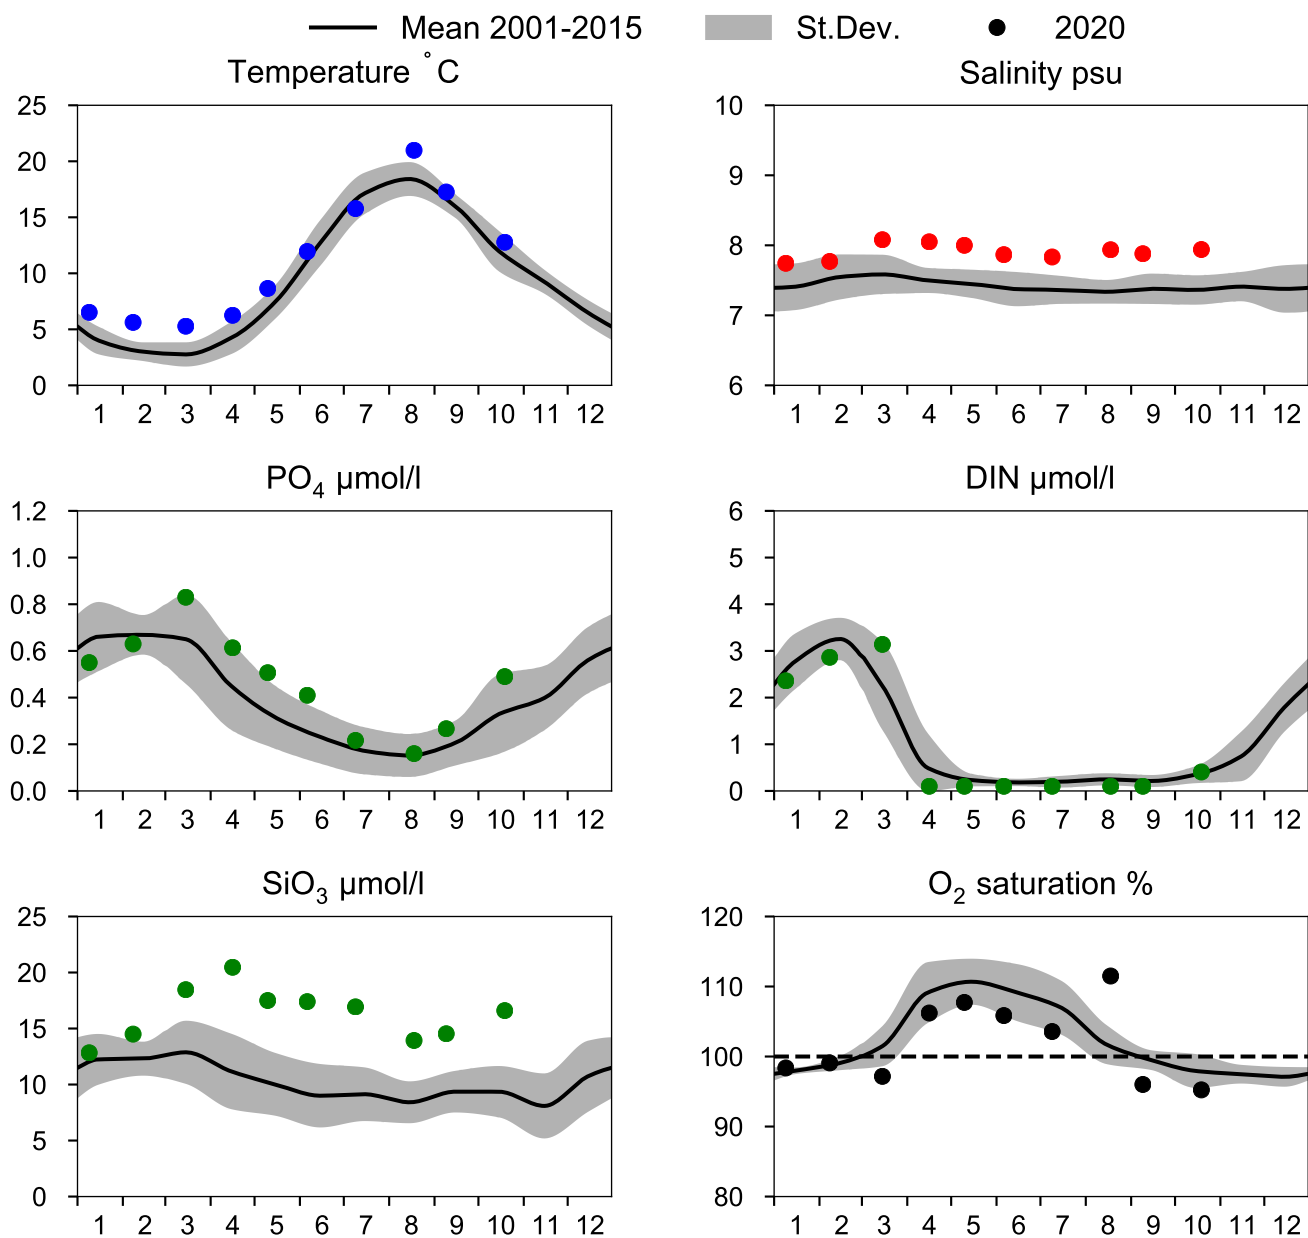 Mean 2001-2015 St.Dev. 2020
Temperature °C
25
20
15
10
5
0
1 2 3 4 5 6 7 8 9 10 11 12
Salinity psu
10
9
8
7
6
1 2 3 4 5 6 7 8 9 10 11 12
PO₄ µmol/l
1.2
1.0
0.8
0.6
0.4
0.2
0.0
1 2 3 4 5 6 7 8 9 10 11 12
DIN µmol/l
6
5
4
3
2
1
0
1 2 3 4 5 6 7 8 9 10 11 12
SiO₃ µmol/l
25
20
15
10
5
0
1 2 3 4 5 6 7 8 9 10 11 12
O₂ saturation %
120
110
100
90
80
1 2 3 4 5 6 7 8 9 10 11 12